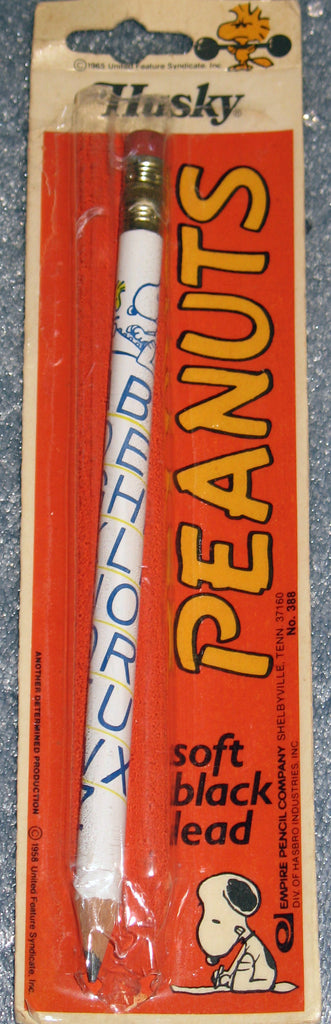 © 1965 United Feature Syndicate, Inc.
Husky®
PEANUTS
B
E
H
L
O
R
U
X
soft
black
lead
EMPIRE PENCIL COMPANY SHELBYVILLE, TENN. 37160
DIV. OF HASBRO INDUSTRIES, INC. No. 388
ANOTHER DETERMINED PRODUCTION © 1958 United Feature Syndicate, Inc.